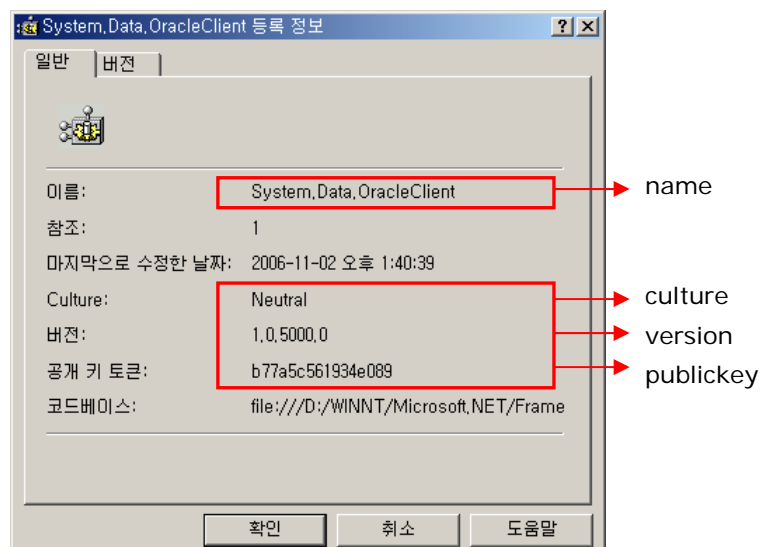 System,Data,OracleClient 등록 정보
일반 버전
이름: System,Data,OracleClient name
참조: 1
마지막으로 수정한 날짜: 2006-11-02 오후 1:40:39
Culture: Neutral culture
버전: 1,0,5000,0 version
공개 키 토큰: b77a5c561934e089 publickey
코드베이스: file:///D:/WINNT/Microsoft,NET/Frame
확인 취소 도움말